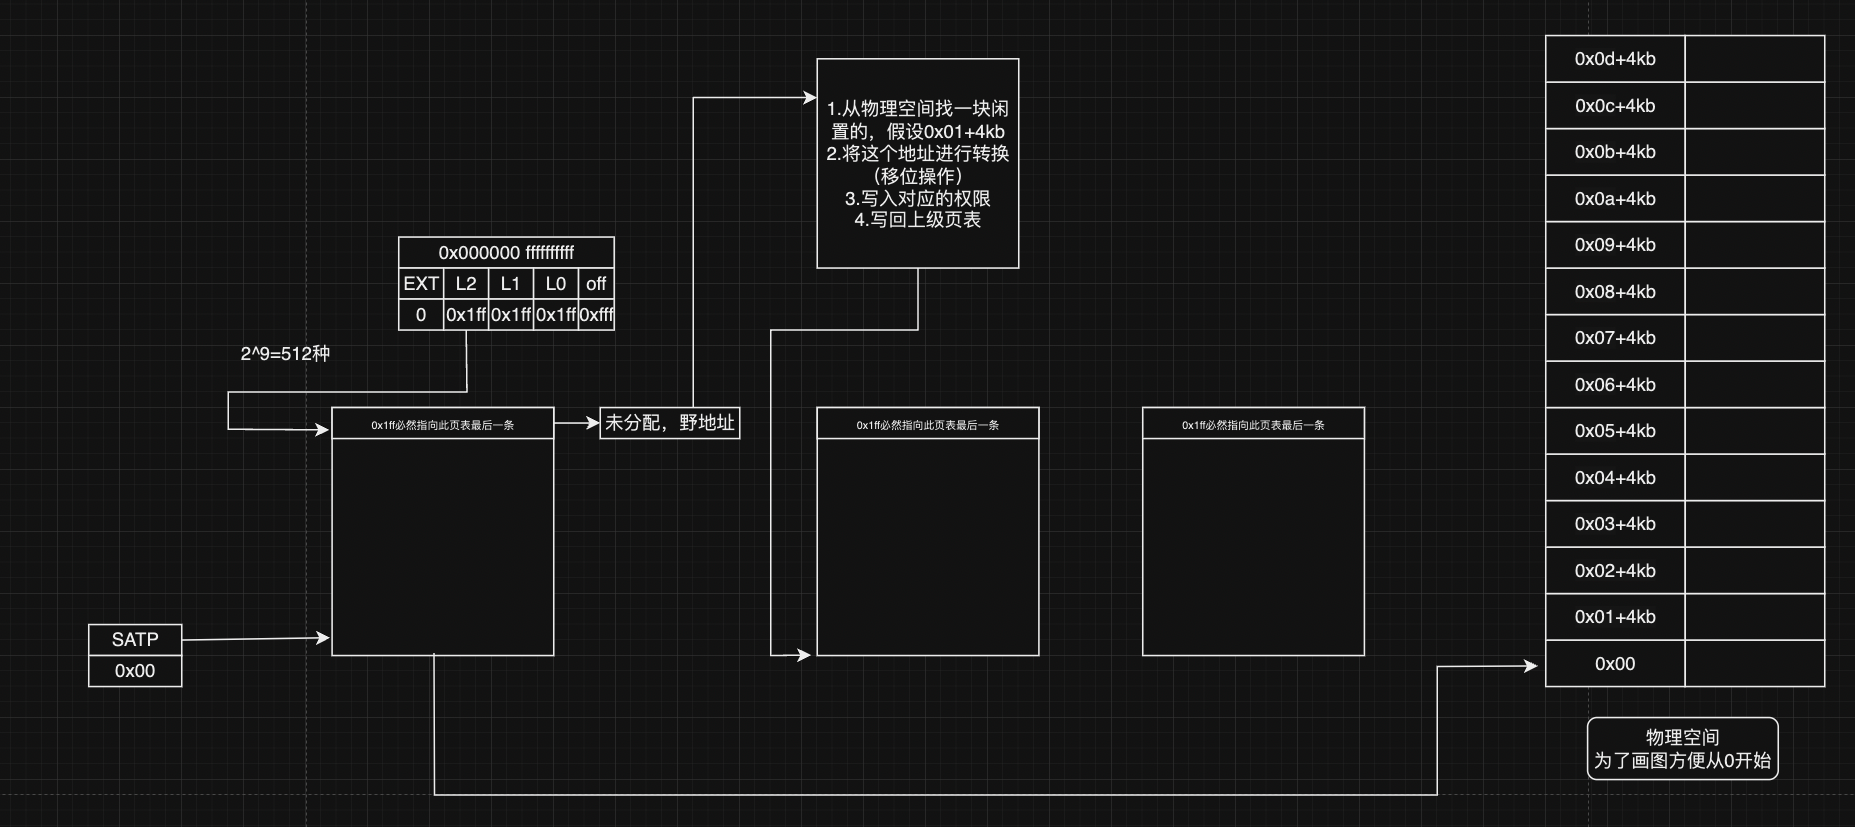 1.从物理空间找一块闲
置的，假设0x01+4kb
2.将这个地址进行转换
（移位操作）
3.写入对应的权限
4.写回上级页表
0x000000 ffffffffff
EXT L2 L1 L0 off
0 0x1ff 0x1ff 0x1ff 0xfff
2^9=512种
0x1ff必然指向此页表最后一条
未分配，野地址
0x1ff必然指向此页表最后一条
0x1ff必然指向此页表最后一条
SATP
0x00
0x0d+4kb
0x0c+4kb
0x0b+4kb
0x0a+4kb
0x09+4kb
0x08+4kb
0x07+4kb
0x06+4kb
0x05+4kb
0x04+4kb
0x03+4kb
0x02+4kb
0x01+4kb
0x00
物理空间
为了画图方便从0开始